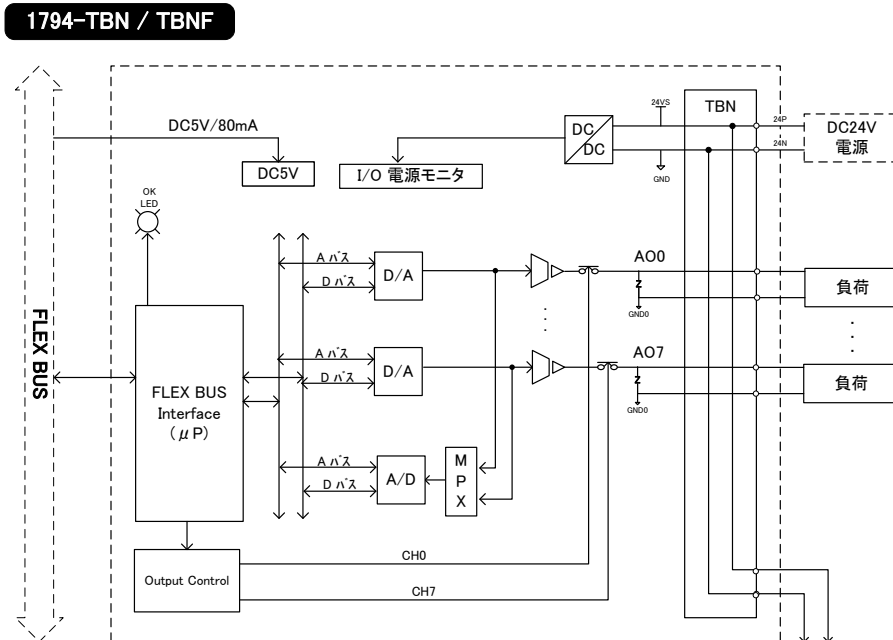 1794-TBN / TBNF
DC5V/80mA
DC5V
I/O 電源モニタ
DC
DC
24VS
GND
TBN
24P
24N
DC24V
電源
OK
LED
FLEX BUS
FLEX BUS
Interface
(μP)
A バス
D バス
D/A
AO0
GND0
負荷
A バス
D バス
D/A
AO7
GND0
負荷
A バス
D バス
A/D
M
P
X
Output Control
CH0
CH7